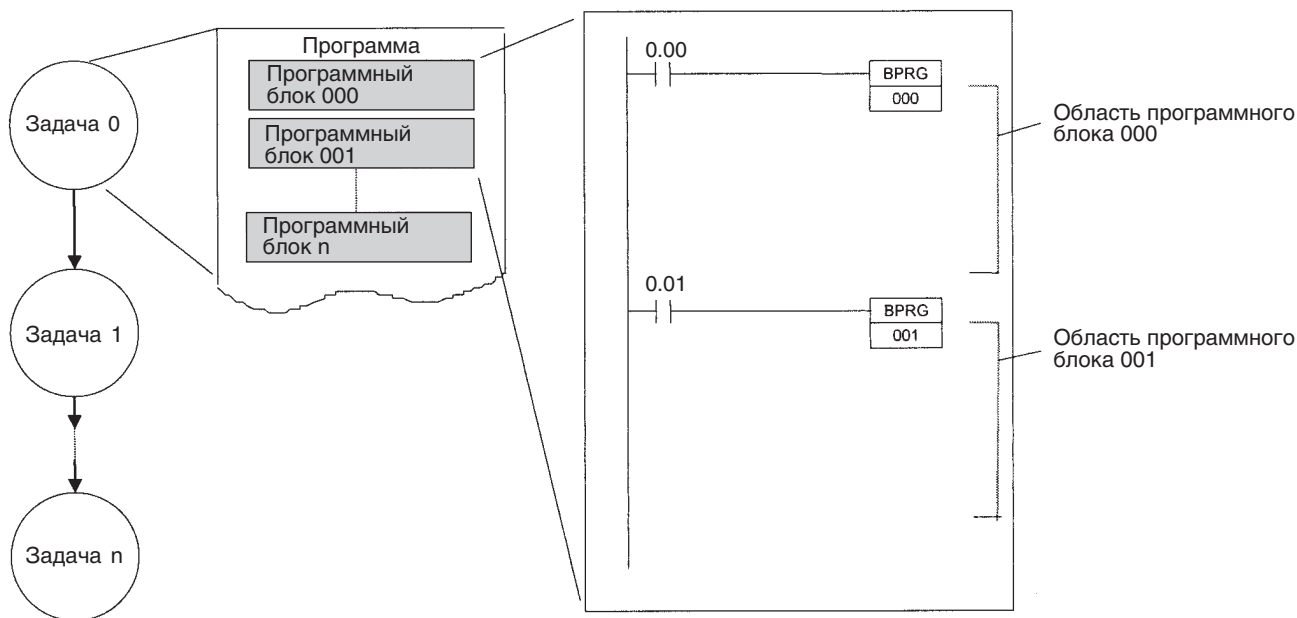 Задача 0
Задача 1
Задача n
Программа
Программный
блок 000
Программный
блок 001
Программный
блок n
0.00
BPRG
000
Область программного
блока 000
0.01
BPRG
001
Область программного
блока 001